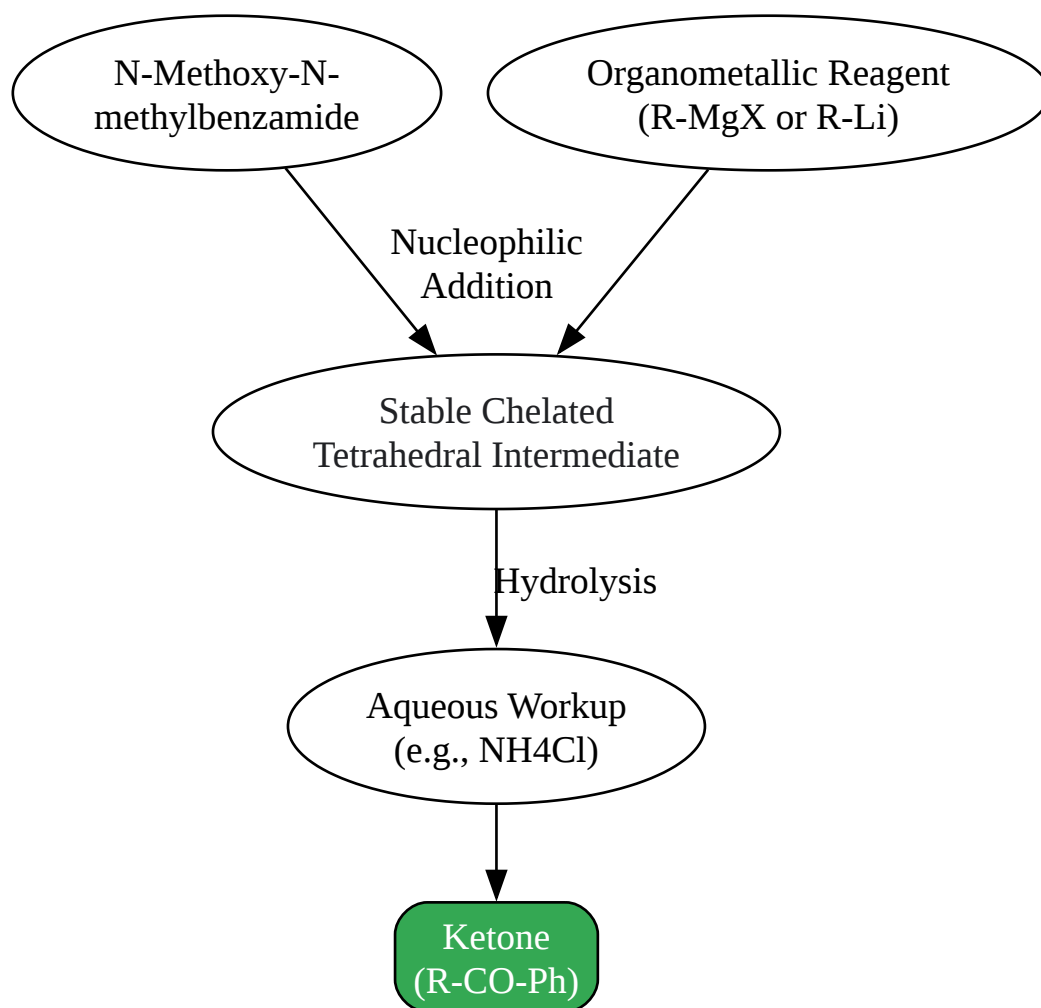 N-Methoxy-N-
methylbenzamide
Organometallic Reagent
(R-MgX or R-Li)
Nucleophilic
Addition
Stable Chelated
Tetrahedral Intermediate
Hydrolysis
Aqueous Workup
(e.g., NH4Cl)
Ketone
(R-CO-Ph)